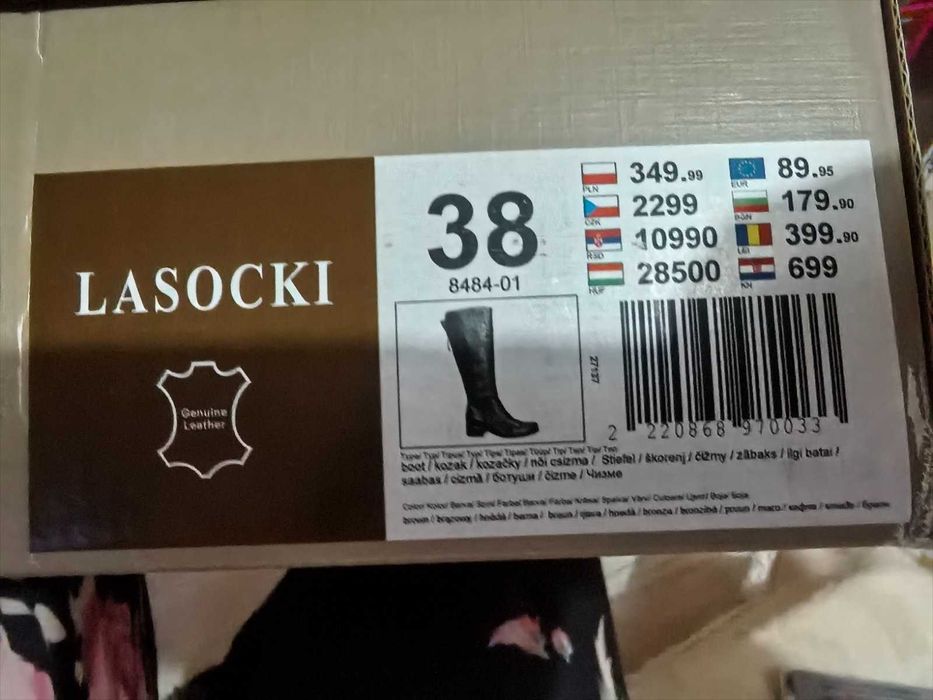 LASOCKI
Genuine
Leather
38
8484-01
PLN 349.99
CZK 2299
RSD 10990
HUF 28500
EUR 89.95
BGN 179.90
LEI 399.90
KN 699
27137
2 220868 970033
boot / kozak / kozačky / női csizma / Stiefel / škorenj / čižmy / zābaks / ilgi batai /
saabas / cizmă / ботуши / čizme / Чизме